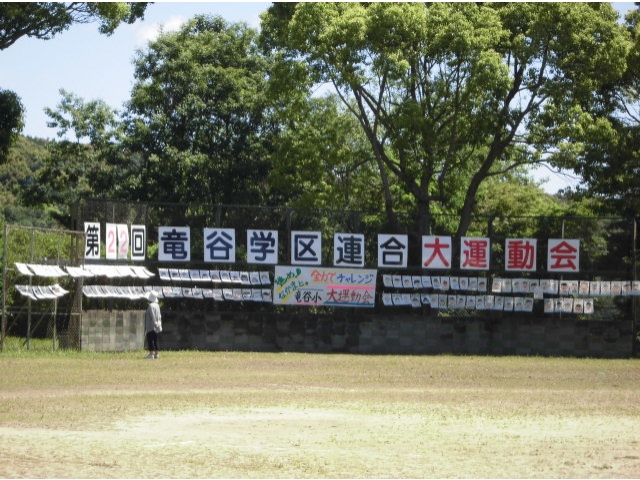 第22回 竜谷学区連合大運動会
全力でチャレンジ
竜谷小 大運動会